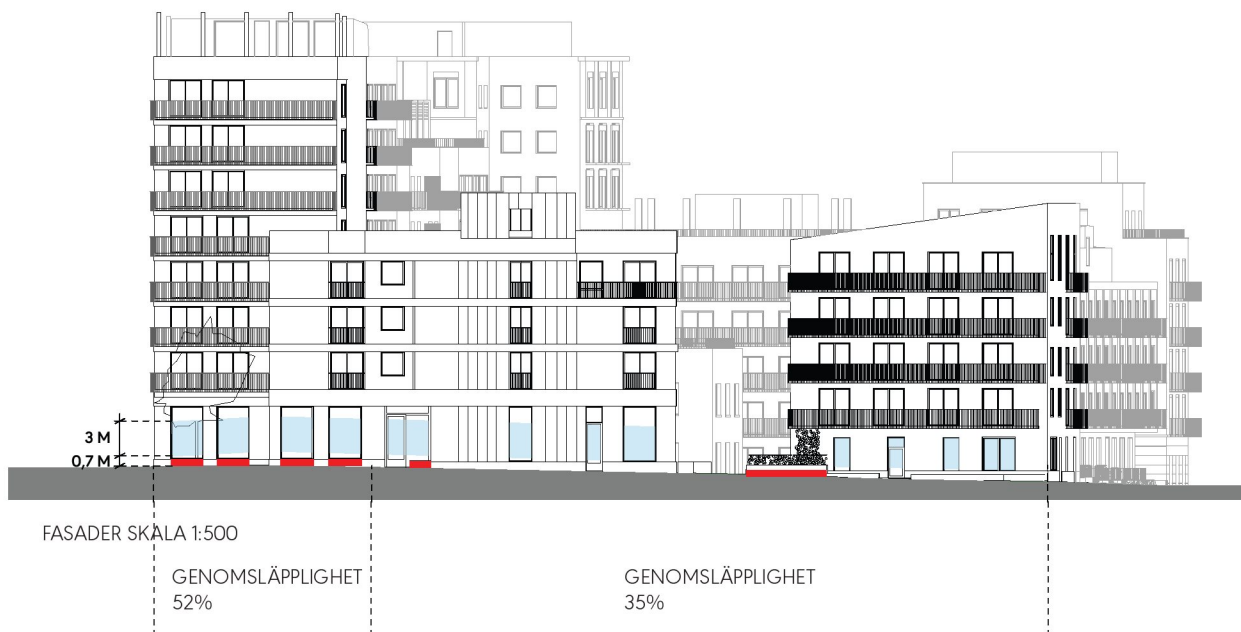 3 M
0,7 M
FASADER SKALA 1:500
GENOMSLÄPPLIGHET
52%
GENOMSLÄPPLIGHET
35%